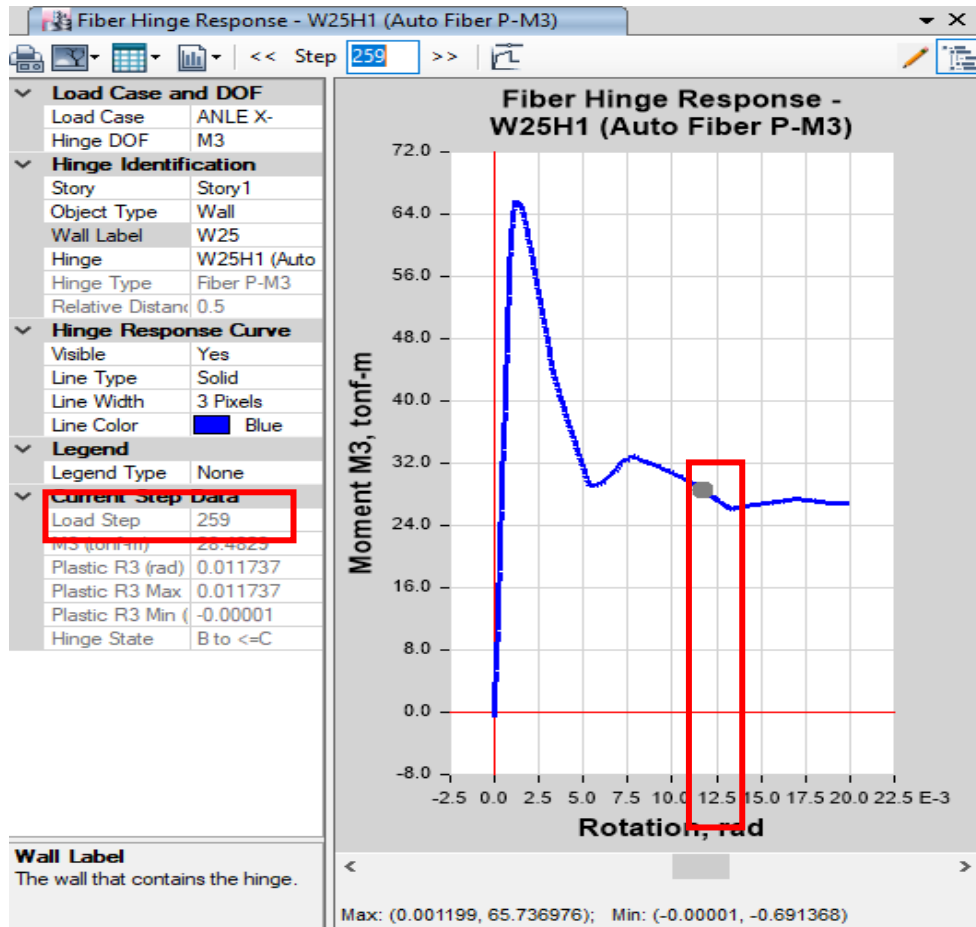 Fiber Hinge Response - W25H1 (Auto Fiber P-M3)
<< Step 259 >>
Load Case and DOF
Load Case ANLE X-
Hinge DOF M3
Hinge Identification
Story Story1
Object Type Wall
Wall Label W25
Hinge W25H1 (Auto
Hinge Type Fiber P-M3
Relative Distan 0.5
Hinge Response Curve
Visible Yes
Line Type Solid
Line Width 3 Pixels
Line Color Blue
Legend
Legend Type None
Current Step Data
Load Step 259
M3 (tonf-m) 28.4829
Plastic R3 (rad) 0.011737
Plastic R3 Max 0.011737
Plastic R3 Min ( -0.00001
Hinge State B to <=C
Wall Label
The wall that contains the hinge.
Fiber Hinge Response -
W25H1 (Auto Fiber P-M3)
72.0
64.0
56.0
48.0
40.0
32.0
24.0
16.0
8.0
0.0
-8.0
Moment M3, tonf-m
-2.5 0.0 2.5 5.0 7.5 10.0 12.5 15.0 17.5 20.0 22.5 E-3
Rotation, rad
Max: (0.001199, 65.736976); Min: (-0.00001, -0.691368)